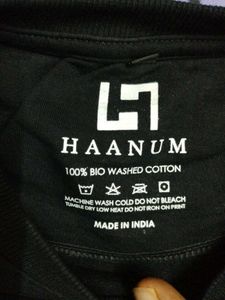 HAANUM
100% BIO WASHED COTTON
MACHINE WASH COLD DO NOT BLEACH
TUMBLE DRY LOW HEAT DO NOT IRON ON PRINT
MADE IN INDIA